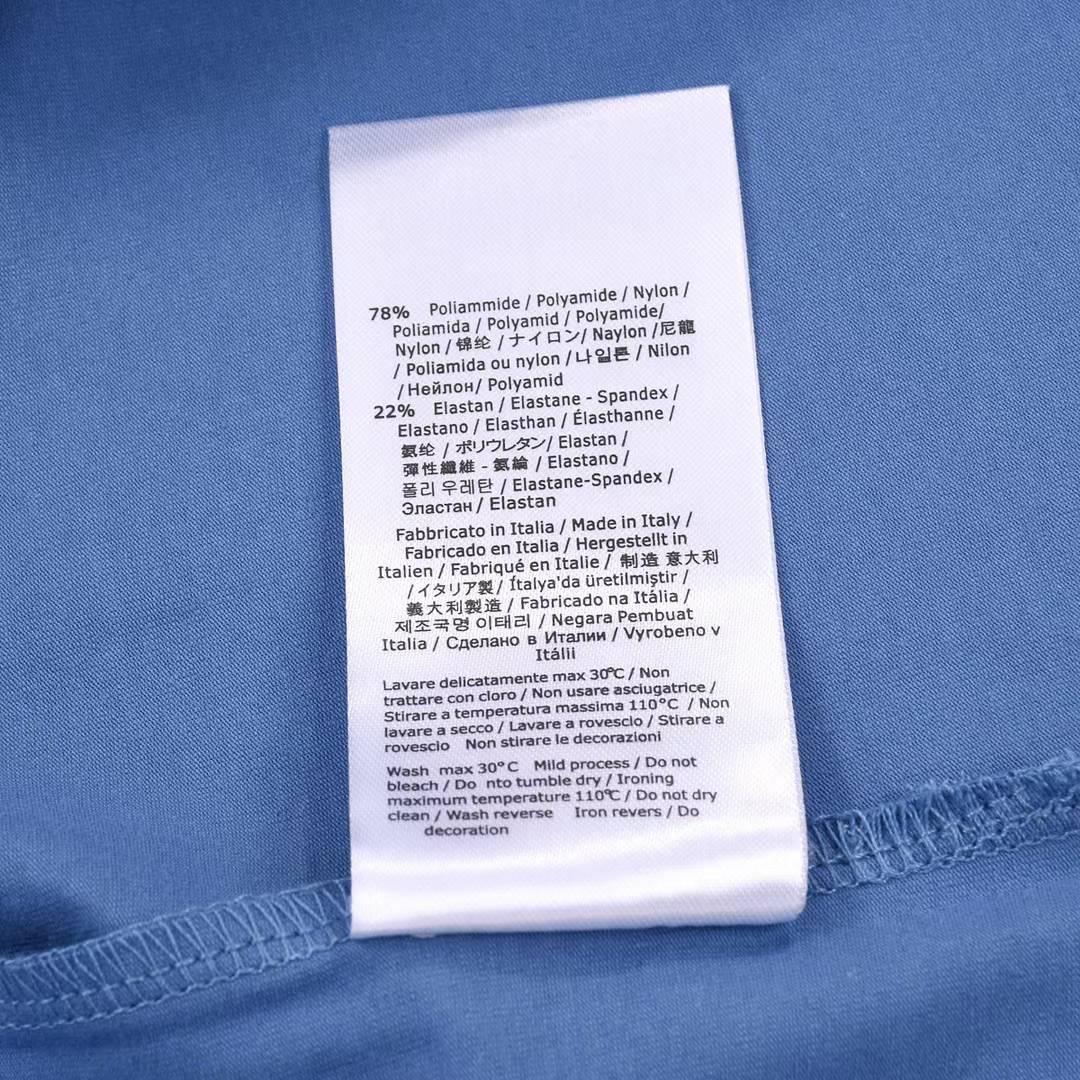 78% Poliammide / Polyamide / Nylon /
Poliamida / Polyamid / Polyamide/
Nylon / 锦纶 / ナイロン/ Naylon /尼龍
/ Poliamida ou nylon /나일론 / Nilon
/Нейлон/ Polyamid
22% Elastan / Elastane - Spandex /
Elastano / Elasthan / Élasthanne /
氨纶 / ポリウレタン/ Elastan /
彈性纖維 - 氨綸 / Elastano /
폴리 우레탄 / Elastane-Spandex /
Эластан / Elastan
Fabbricato in Italia / Made in Italy /
Fabricado en Italia / Hergestellt in
Italien / Fabriqué en Italie / 制造 意大利
/イタリア製/ Ítalya'da üretilmiştir /
義大利製造 / Fabricado na Itália /
제조국명 이태리 / Negara Pembuat
Italia / Сделано в Италии / Vyrobeno v
Itálii
Lavare delicatamente max 30°C / Non
trattare con cloro / Non usare asciugatrice /
Stirare a temperatura massima 110°C / Non
lavare a secco / Lavare a rovescio / Stirare a
rovescio Non stirare le decorazioni
Wash max 30°C Mild process / Do not
bleach / Do nto tumble dry / Ironing
maximum temperature 110°C / Do not dry
clean / Wash reverse Iron revers / Do
decoration